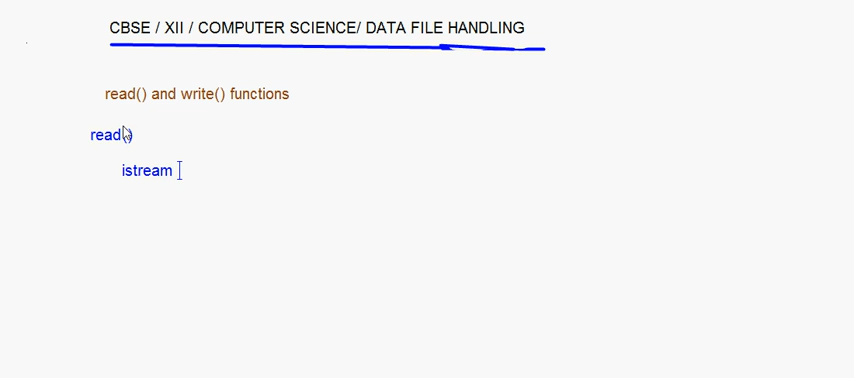 CBSE / XII / COMPUTER SCIENCE/ DATA FILE HANDLING
read() and write() functions
read()
istream